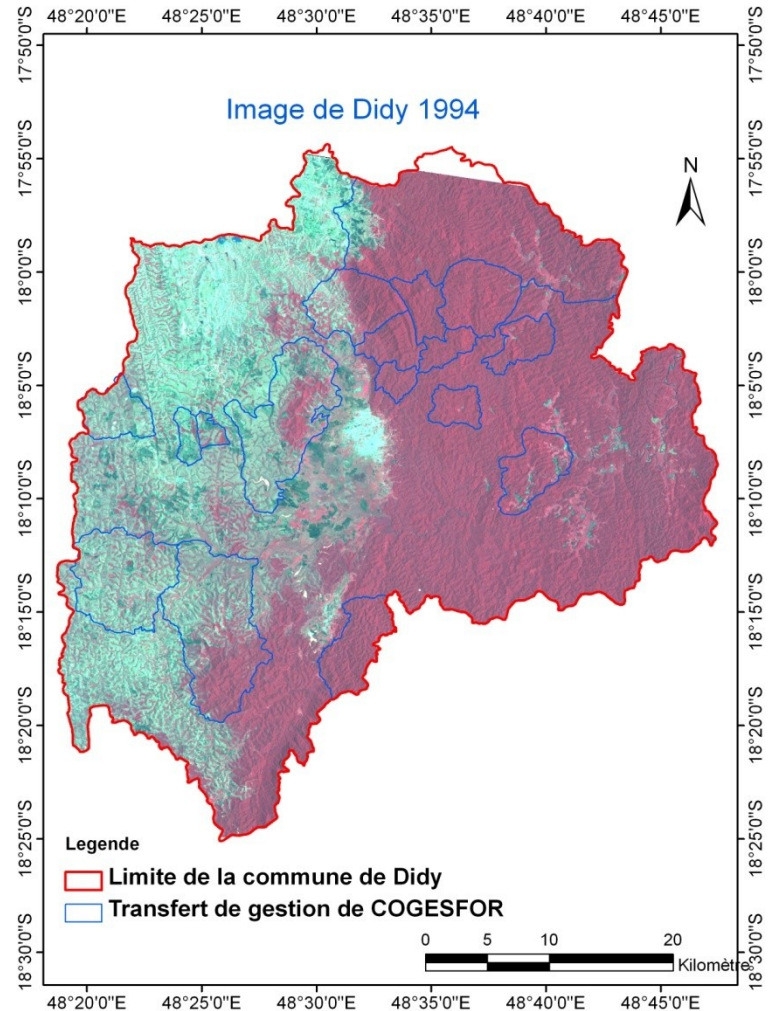 48°20'0"E 48°25'0"E 48°30'0"E 48°35'0"E 48°40'0"E 48°45'0"E
17°50'0"S 17°50'0"S
Image de Didy 1994
17°55'0"S 17°55'0"S
N
18°0'0"S 18°0'0"S
18°5'0"S 18°5'0"S
18°10'0"S 18°10'0"S
18°15'0"S 18°15'0"S
18°20'0"S 18°20'0"S
18°25'0"S 18°25'0"S
Legende
Limite de la commune de Didy
Transfert de gestion de COGESFOR
0 5 10 20
Kilomètre
18°30'0"S 18°30'0"S
48°20'0"E 48°25'0"E 48°30'0"E 48°35'0"E 48°40'0"E 48°45'0"E